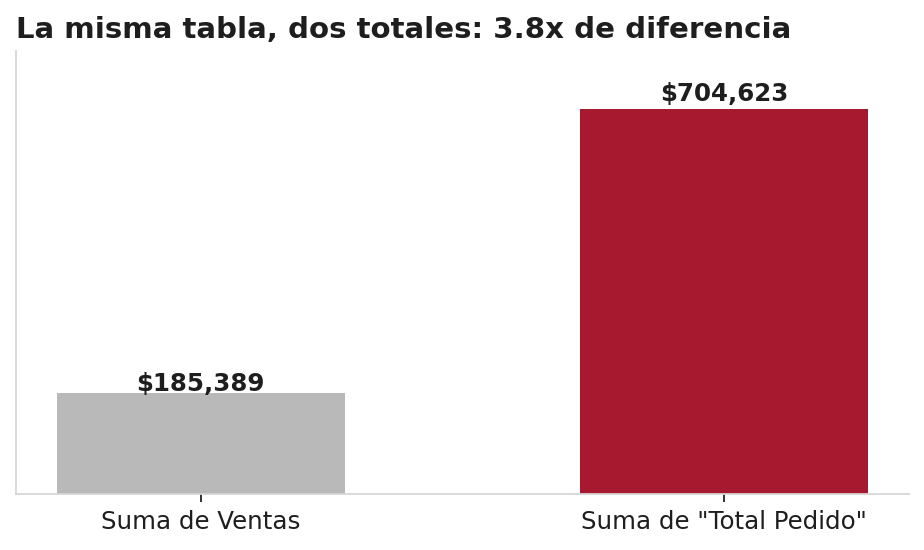 La misma tabla, dos totales: 3.8x de diferencia
$704,623
$185,389
Suma de Ventas
Suma de "Total Pedido"